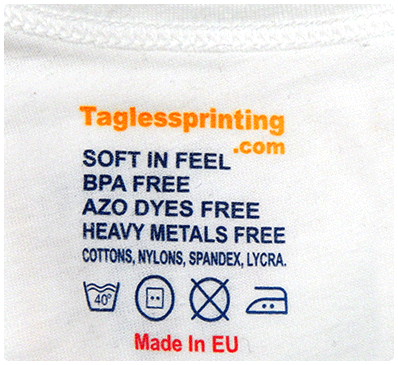 Taglessprinting
.com
SOFT IN FEEL
BPA FREE
AZO DYES FREE
HEAVY METALS FREE
COTTONS, NYLONS, SPANDEX, LYCRA.
40°
Made In EU